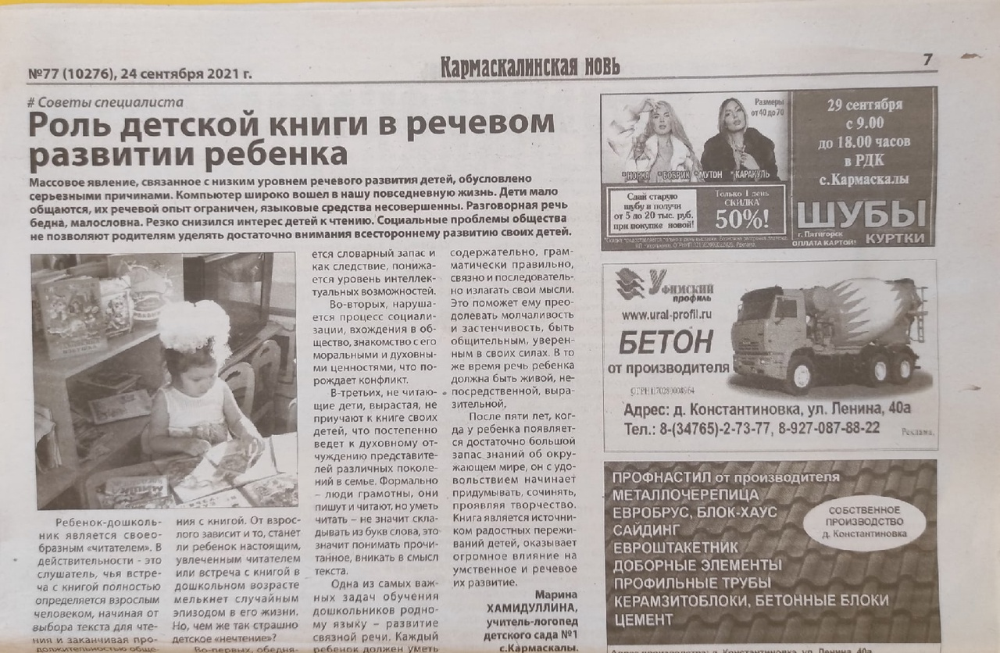 №77 (10276), 24 сентября 2021 г.
Кармаскалинская новь
7
# Советы специалиста
Роль детской книги в речевом
развитии ребенка
Массовое явление, связанное с низким уровнем речевого развития детей, обусловлено
серьезными причинами. Компьютер широко вошел в нашу повседневную жизнь. Дети мало
общаются, их речевой опыт ограничен, языковые средства несовершенны. Разговорная речь
бедна, малословна. Резко снизился интерес детей к чтению. Социальные проблемы общества
не позволяют родителям уделять достаточно внимания всестороннему развитию своих детей.
Ребенок-дошколь-
ник является своео-
бразным «читателем». В
действительности - это
слушатель, чья встре-
ча с книгой полностью
определяется взрослым
человеком, начиная от
выбора текста для чте-
ния и заканчивая про-
должительностью обще-
ния с книгой. От взрос-
лого зависит и то, станет
ли ребенок настоящим,
увлеченным читателем
или встреча с книгой в
дошкольном возрасте
мелькнет случайным
эпизодом в его жизни.
Но, чем же так страшно
детское «нечтение»?
Во-первых, обедня-
ется словарный запас и
как следствие, понижа-
ется уровень интеллек-
туальных возможностей.
Во-вторых, наруша-
ется процесс социали-
зации, вхождения в об-
щество, знакомство с его
моральными и духовны-
ми ценностями, что по-
рождает конфликт.
В-третьих, не читаю-
щие дети, вырастая, не
приучают к книге своих
детей, что постепенно
ведет к духовному от-
чуждению представите-
лей различных поколе-
ний в семье. Формально
– люди грамотны, они
пишут и читают, но уметь
читать – не значит скла-
дывать из букв слова, это
значит понимать прочи-
танное, вникать в смысл
текста.
Одна из самых важ-
ных задач обучения
дошкольников родно-
му языку – развитие
связной речи. Каждый
ребенок должен уметь
содержательно, грам-
матически правильно,
связно и последователь-
но излагать свои мысли.
Это поможет ему прео-
долевать молчаливость
и застенчивость, быть
общительным, уверен-
ным в своих силах. В то
же время речь ребенка
должна быть живой, не-
посредственной, выра-
зительной.
После пяти лет, ког-
да у ребенка появляет-
ся достаточно большой
запас знаний об окру-
жающем мире, он с удо-
вольствием начинает
придумывать, сочинять,
проявляя творчество.
Книга является источни-
ком радостных пережи-
ваний детей, оказывает
огромное влияние на
умственное и речевое
их развитие.
Марина
ХАМИДУЛЛИНА,
учитель-логопед
детского сада №1
с.Кармаскалы.
Размеры
от 40 до 70
*НОРКА *БОБРИК *МУТОН *КАРАКУЛЬ
Сдай старую
шубу и получи
от 5 до 20 тыс. руб.
при покупке новой!
Только 1 день
СКИДКА
50%!
29 сентября
с 9.00
до 18.00 часов
в РДК
с.Кармаскалы
ШУБЫ
г. Пятигорск
ОПЛАТА КАРТОЙ!
КУРТКИ
Уфимский
профиль
www.ural-profil.ru
БЕТОН
от производителя
Адрес: д. Константиновка, ул. Ленина, 40а
Тел.: 8-(34765)-2-73-77, 8-927-087-88-22
Реклама.
ПРОФНАСТИЛ от производителя
МЕТАЛЛОЧЕРЕПИЦА
ЕВРОБРУС, БЛОК-ХАУС
САЙДИНГ
ЕВРОШТАКЕТНИК
ДОБОРНЫЕ ЭЛЕМЕНТЫ
ПРОФИЛЬНЫЕ ТРУБЫ
КЕРАМЗИТОБЛОКИ, БЕТОННЫЕ БЛОКИ
ЦЕМЕНТ
СОБСТВЕННОЕ
ПРОИЗВОДСТВО
д. Константиновка